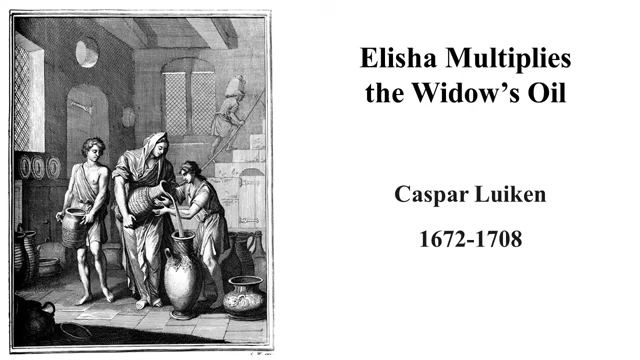 Elisha Multiplies
the Widow’s Oil
Caspar Luiken
1672-1708